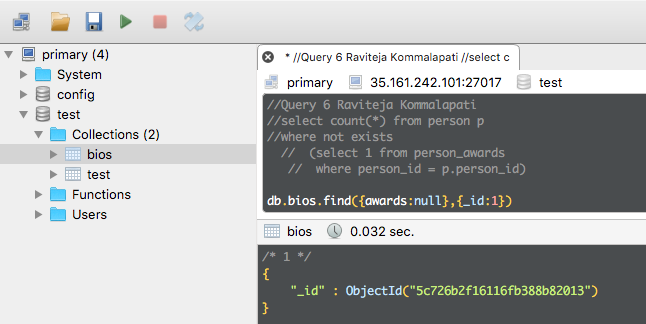 primary (4)
System
config
test
Collections (2)
bios
test
Functions
Users
* //Query 6 Raviteja Kommalapati //select c
primary 35.161.242.101:27017 test
//Query 6 Raviteja Kommalapati
//select count(*) from person p
//where not exists
// (select 1 from person_awards
// where person_id = p.person_id)
db.bios.find({awards:null},{_id:1})
bios 0.032 sec.
/* 1 */
{
"_id" : ObjectId("5c726b2f16116fb388b82013")
}